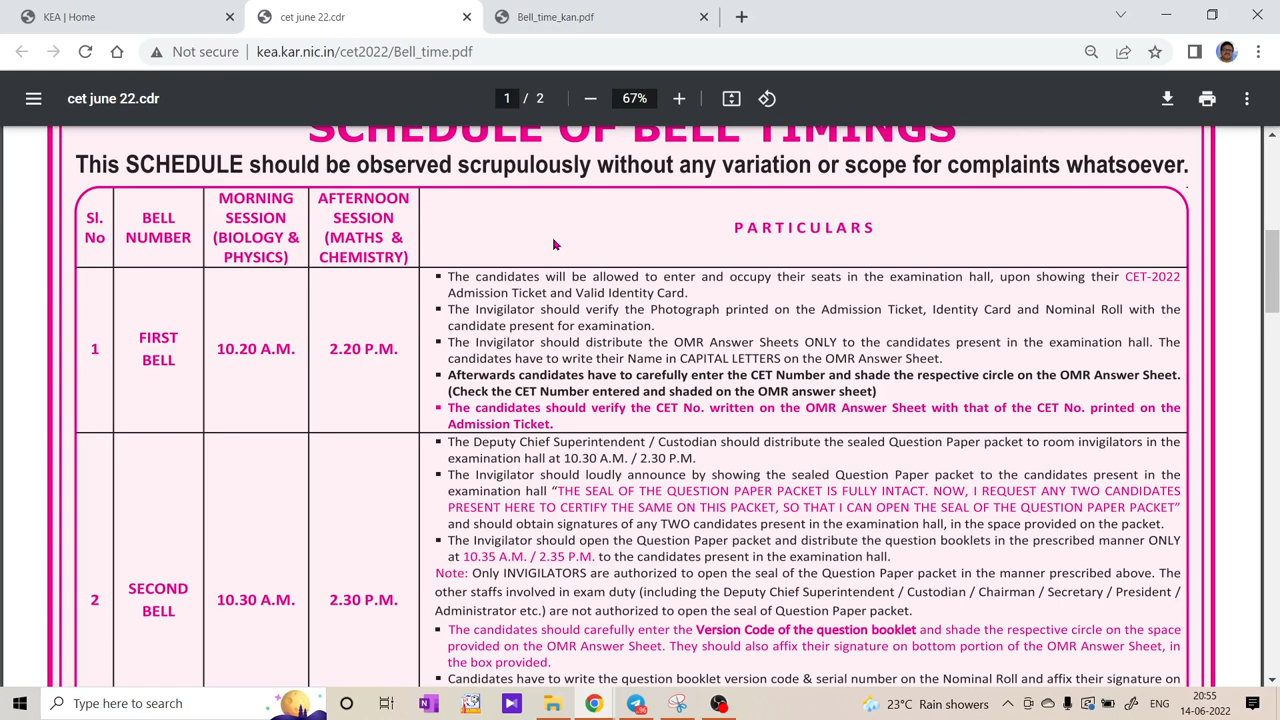 KEA | Home
cet june 22.cdr
Bell_time_kan.pdf
Not secure
kea.kar.nic.in/cet2022/Bell_time.pdf
cet june 22.cdr
1 / 2
67%
SCHEDULE OF BELL TIMINGS
This SCHEDULE should be observed scrupulously without any variation or scope for complaints whatsoever.
Sl. No
BELL NUMBER
MORNING SESSION (BIOLOGY & PHYSICS)
AFTERNOON SESSION (MATHS & CHEMISTRY)
PARTICULARS
1
FIRST BELL
10.20 A.M.
2.20 P.M.
▪ The candidates will be allowed to enter and occupy their seats in the examination hall, upon showing their CET-2022
Admission Ticket and Valid Identity Card.
▪ The Invigilator should verify the Photograph printed on the Admission Ticket, Identity Card and Nominal Roll with the
candidate present for examination.
▪ The Invigilator should distribute the OMR Answer Sheets ONLY to the candidates present in the examination hall. The
candidates have to write their Name in CAPITAL LETTERS on the OMR Answer Sheet.
▪ Afterwards candidates have to carefully enter the CET Number and shade the respective circle on the OMR Answer Sheet.
(Check the CET Number entered and shaded on the OMR answer sheet)
▪ The candidates should verify the CET No. written on the OMR Answer Sheet with that of the CET No. printed on the
Admission Ticket.
2
SECOND BELL
10.30 A.M.
2.30 P.M.
▪ The Deputy Chief Superintendent / Custodian should distribute the sealed Question Paper packet to room invigilators in the
examination hall at 10.30 A.M. / 2.30 P.M.
▪ The Invigilator should loudly announce by showing the sealed Question Paper packet to the candidates present in the
examination hall “THE SEAL OF THE QUESTION PAPER PACKET IS FULLY INTACT. NOW, I REQUEST ANY TWO CANDIDATES
PRESENT HERE TO CERTIFY THE SAME ON THIS PACKET, SO THAT I CAN OPEN THE SEAL OF THE QUESTION PAPER PACKET”
and should obtain signatures of any TWO candidates present in the examination hall, in the space provided on the packet.
▪ The Invigilator should open the Question Paper packet and distribute the question booklets in the prescribed manner ONLY
at 10.35 A.M. / 2.35 P.M. to the candidates present in the examination hall.
Note: Only INVIGILATORS are authorized to open the seal of the Question Paper packet in the manner prescribed above. The
other staffs involved in exam duty (including the Deputy Chief Superintendent / Custodian / Chairman / Secretary / President /
Administrator etc.) are not authorized to open the seal of Question Paper packet.
▪ The candidates should carefully enter the Version Code of the question booklet and shade the respective circle on the space
provided on the OMR Answer Sheet. They should also affix their signature on bottom portion of the OMR Answer Sheet, in
the box provided.
▪ Candidates have to write the question booklet version code & serial number on the Nominal Roll and affix their signature on
Type here to search
23°C Rain showers
ENG
20:55
14-06-2022